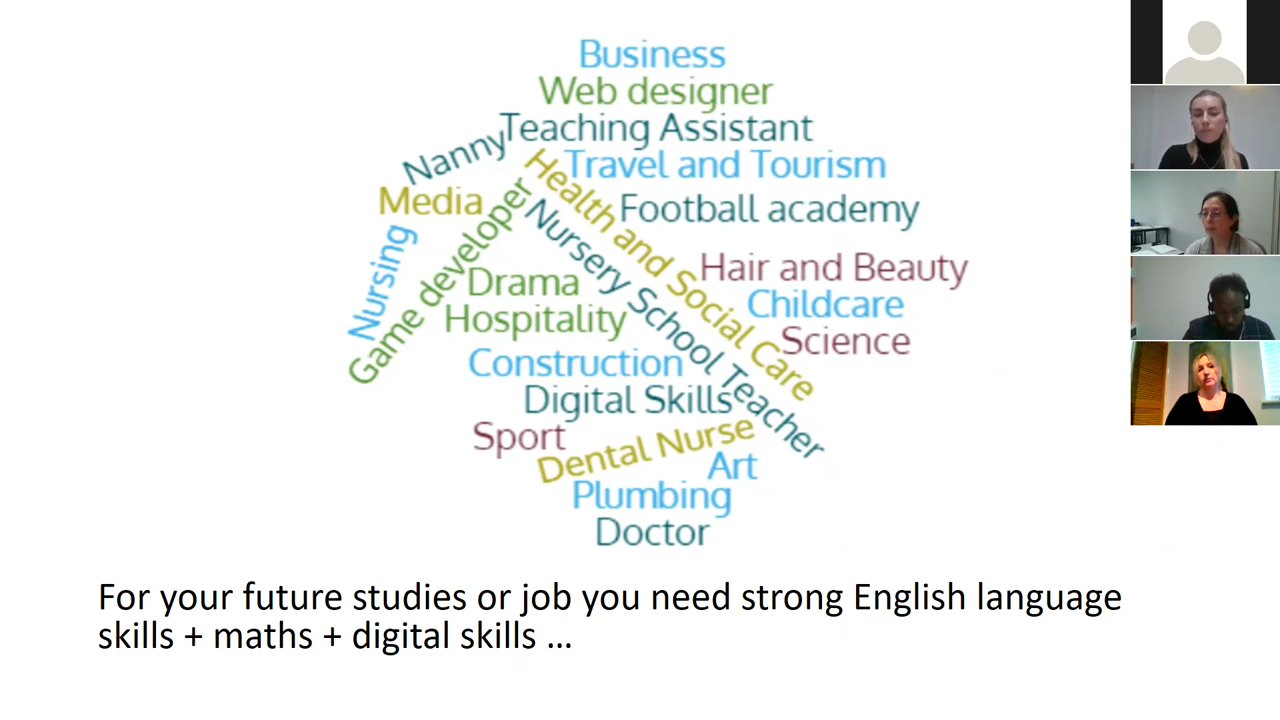 Business
Web designer
Teaching Assistant
Nanny
Travel and Tourism
Health and Social Care
Media
Football academy
Nursery School Teacher
Game developer
Nursing
Hair and Beauty
Drama
Childcare
Hospitality
Science
Construction
Digital Skills
Sport
Dental Nurse
Art
Plumbing
Doctor
For your future studies or job you need strong English language
skills + maths + digital skills …